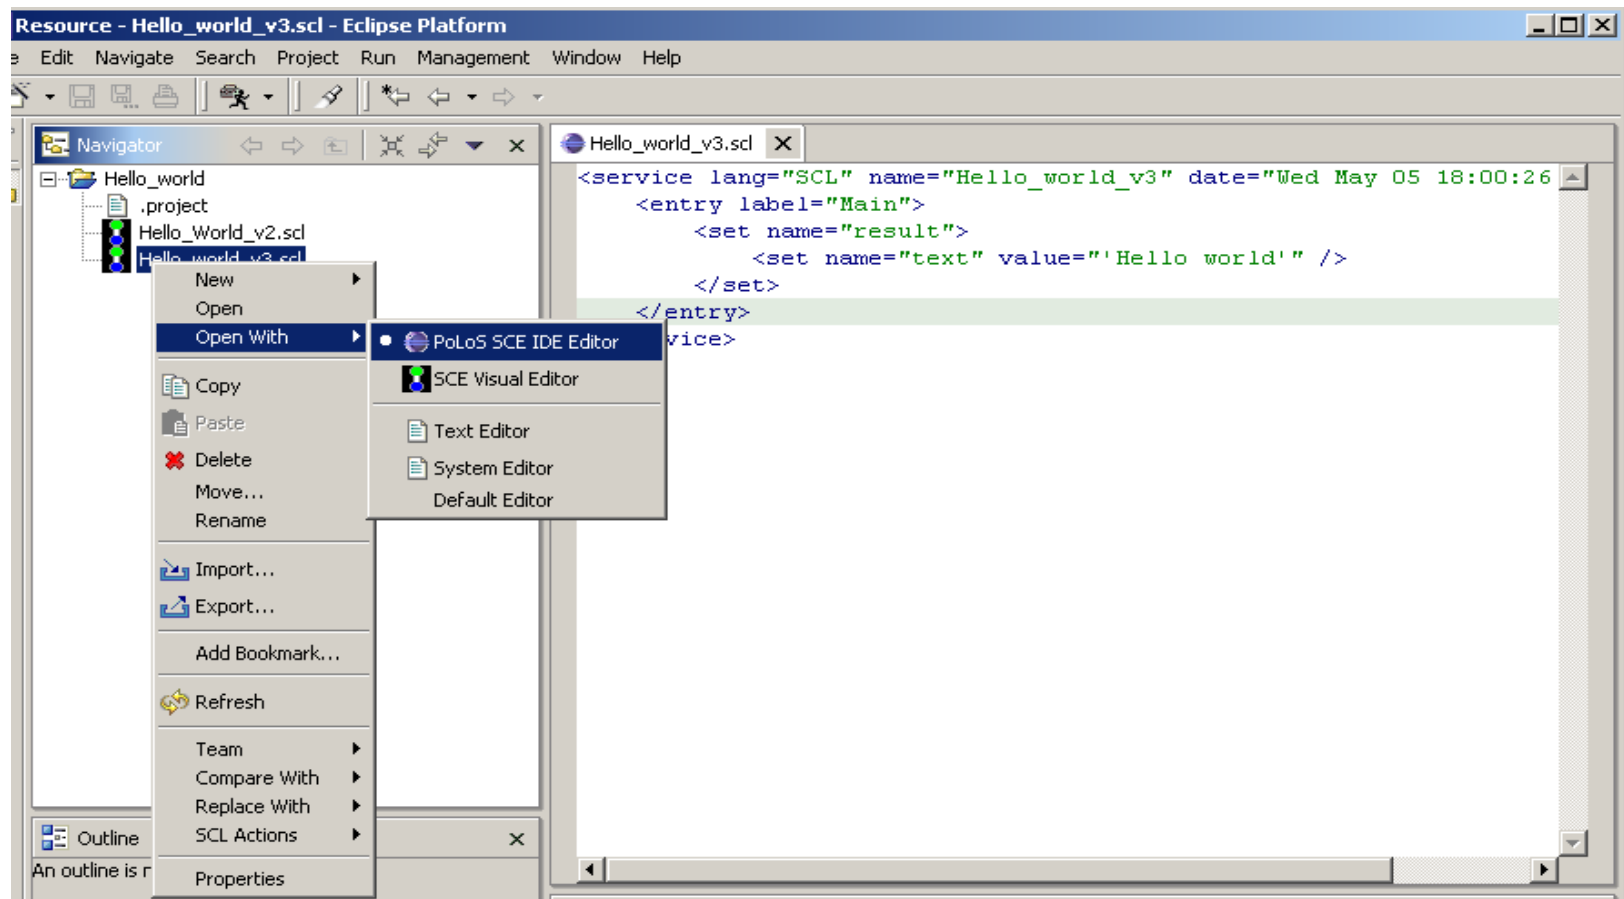 Resource - Hello_world_v3.scl - Eclipse Platform
Edit Navigate Search Project Run Management Window Help
Navigator
Hello_world
.project
Hello_World_v2.scl
Hello_world_v3.scl
New
Open
Open With
Copy
Paste
Delete
Move...
Rename
Import...
Export...
Add Bookmark...
Refresh
Team
Compare With
Replace With
SCL Actions
Properties
PoLoS SCE IDE Editor
SCE Visual Editor
Text Editor
System Editor
Default Editor
Outline
An outline is
Hello_world_v3.scl
<service lang="SCL" name="Hello_world_v3" date="Wed May 05 18:00:26
<entry label="Main">
<set name="result">
<set name="text" value="'Hello world'" />
</set>
</entry>
vice>